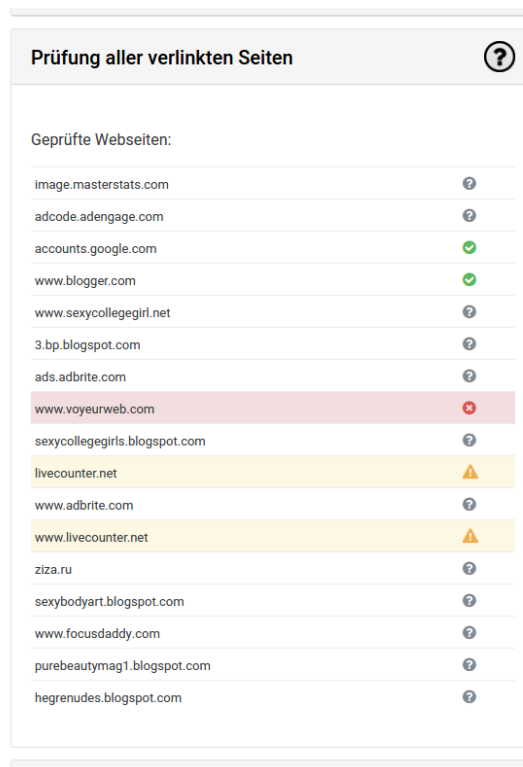 Prüfung aller verlinkten Seiten
Geprüfte Webseiten:
image.masterstats.com
adcode.adengage.com
accounts.google.com
www.blogger.com
www.sexycollegegirl.net
3.bp.blogspot.com
ads.adbrite.com
www.voyeurweb.com
sexycollegegirls.blogspot.com
livecounter.net
www.adbrite.com
www.livecounter.net
ziza.ru
sexybodyart.blogspot.com
www.focusdaddy.com
purebeautymag1.blogspot.com
hegrenudes.blogspot.com